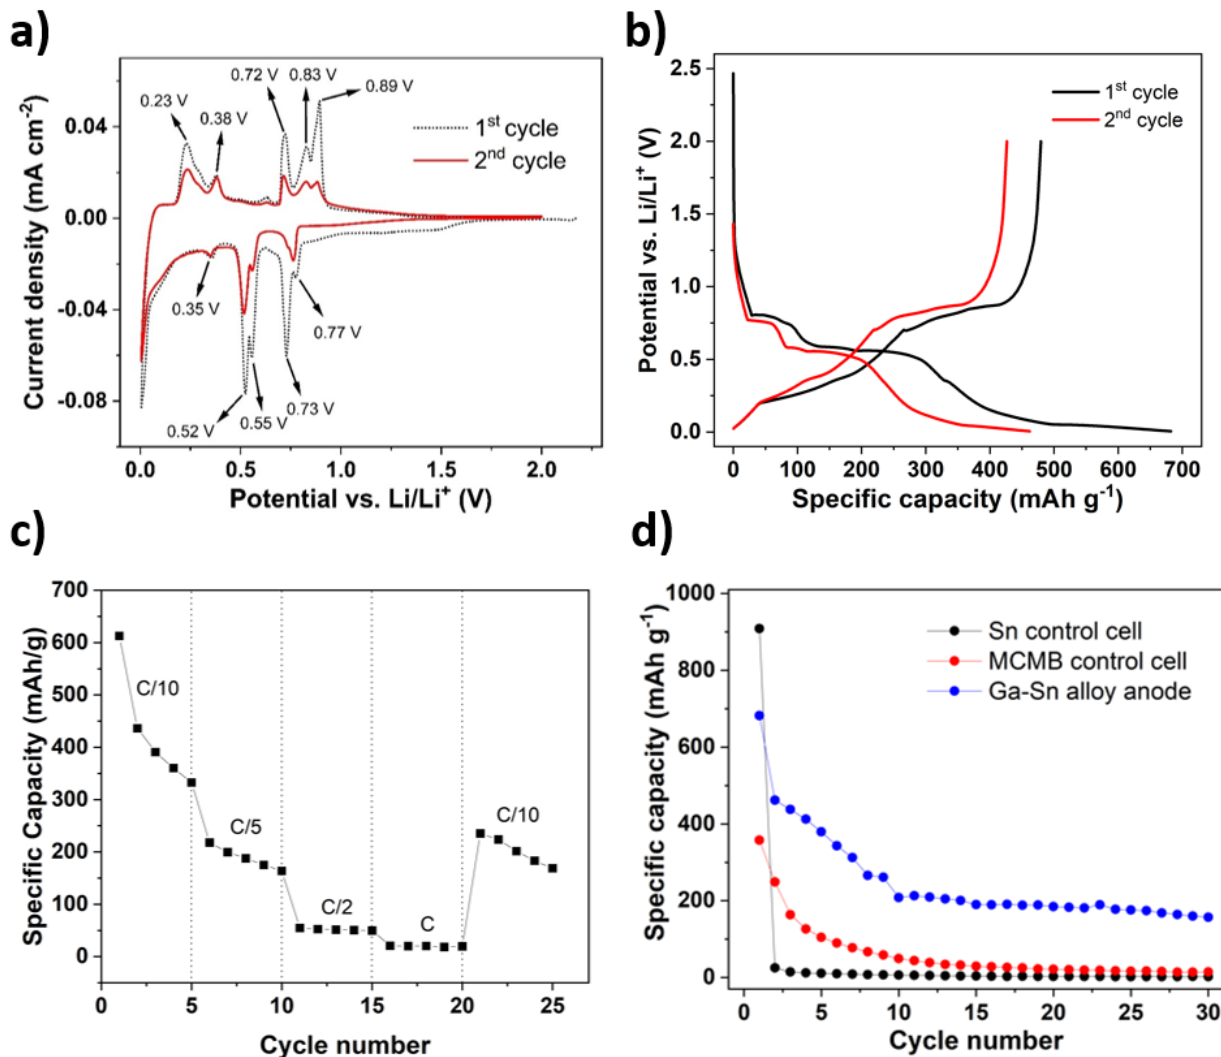 a)
0.72 V
0.83 V
0.89 V
0.23 V
0.38 V
1st cycle
2nd cycle
0.04
0.00
-0.04
-0.08
0.35 V
0.77 V
0.52 V
0.55 V
0.73 V
0.0
0.5
1.0
1.5
2.0
Current density (mA cm-2)
Potential vs. Li/Li+ (V)
b)
1st cycle
2nd cycle
2.5
2.0
1.5
1.0
0.5
0.0
0
100
200
300
400
500
600
700
Potential vs. Li/Li+ (V)
Specific capacity (mAh g-1)
c)
700
600
500
400
300
200
100
0
C/10
C/5
C/2
C
C/10
0
5
10
15
20
25
Specific Capacity (mAh/g)
Cycle number
d)
1000
800
600
400
200
0
Sn control cell
MCMB control cell
Ga-Sn alloy anode
0
5
10
15
20
25
30
Specific capacity (mAh g-1)
Cycle number